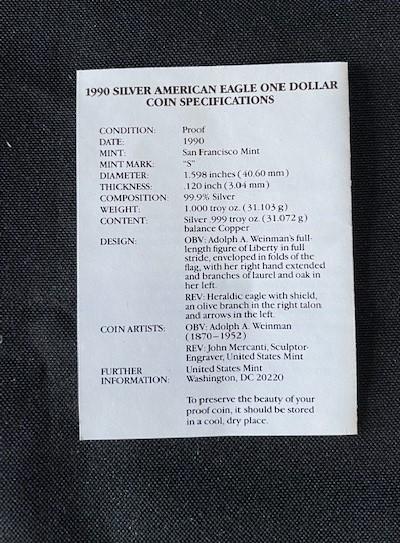 1990 SILVER AMERICAN EAGLE ONE DOLLAR
COIN SPECIFICATIONS
CONDITION: Proof
DATE: 1990
MINT: San Francisco Mint
MINT MARK: "S"
DIAMETER: 1.598 inches (40.60 mm)
THICKNESS: .120 inch (3.04 mm)
COMPOSITION: 99.9% Silver
WEIGHT: 1.000 troy oz. (31.103 g)
CONTENT: Silver .999 troy oz. (31.072 g)
balance Copper
DESIGN: OBV: Adolph A. Weinman's full-
length figure of Liberty in full
stride, enveloped in folds of the
flag, with her right hand extended
and branches of laurel and oak in
her left.
REV: Heraldic eagle with shield,
an olive branch in the right talon
and arrows in the left.
COIN ARTISTS: OBV: Adolph A. Weinman
(1870–1952)
REV: John Mercanti, Sculptor-
Engraver, United States Mint
FURTHER United States Mint
INFORMATION: Washington, DC 20220
To preserve the beauty of your
proof coin, it should be stored
in a cool, dry place.